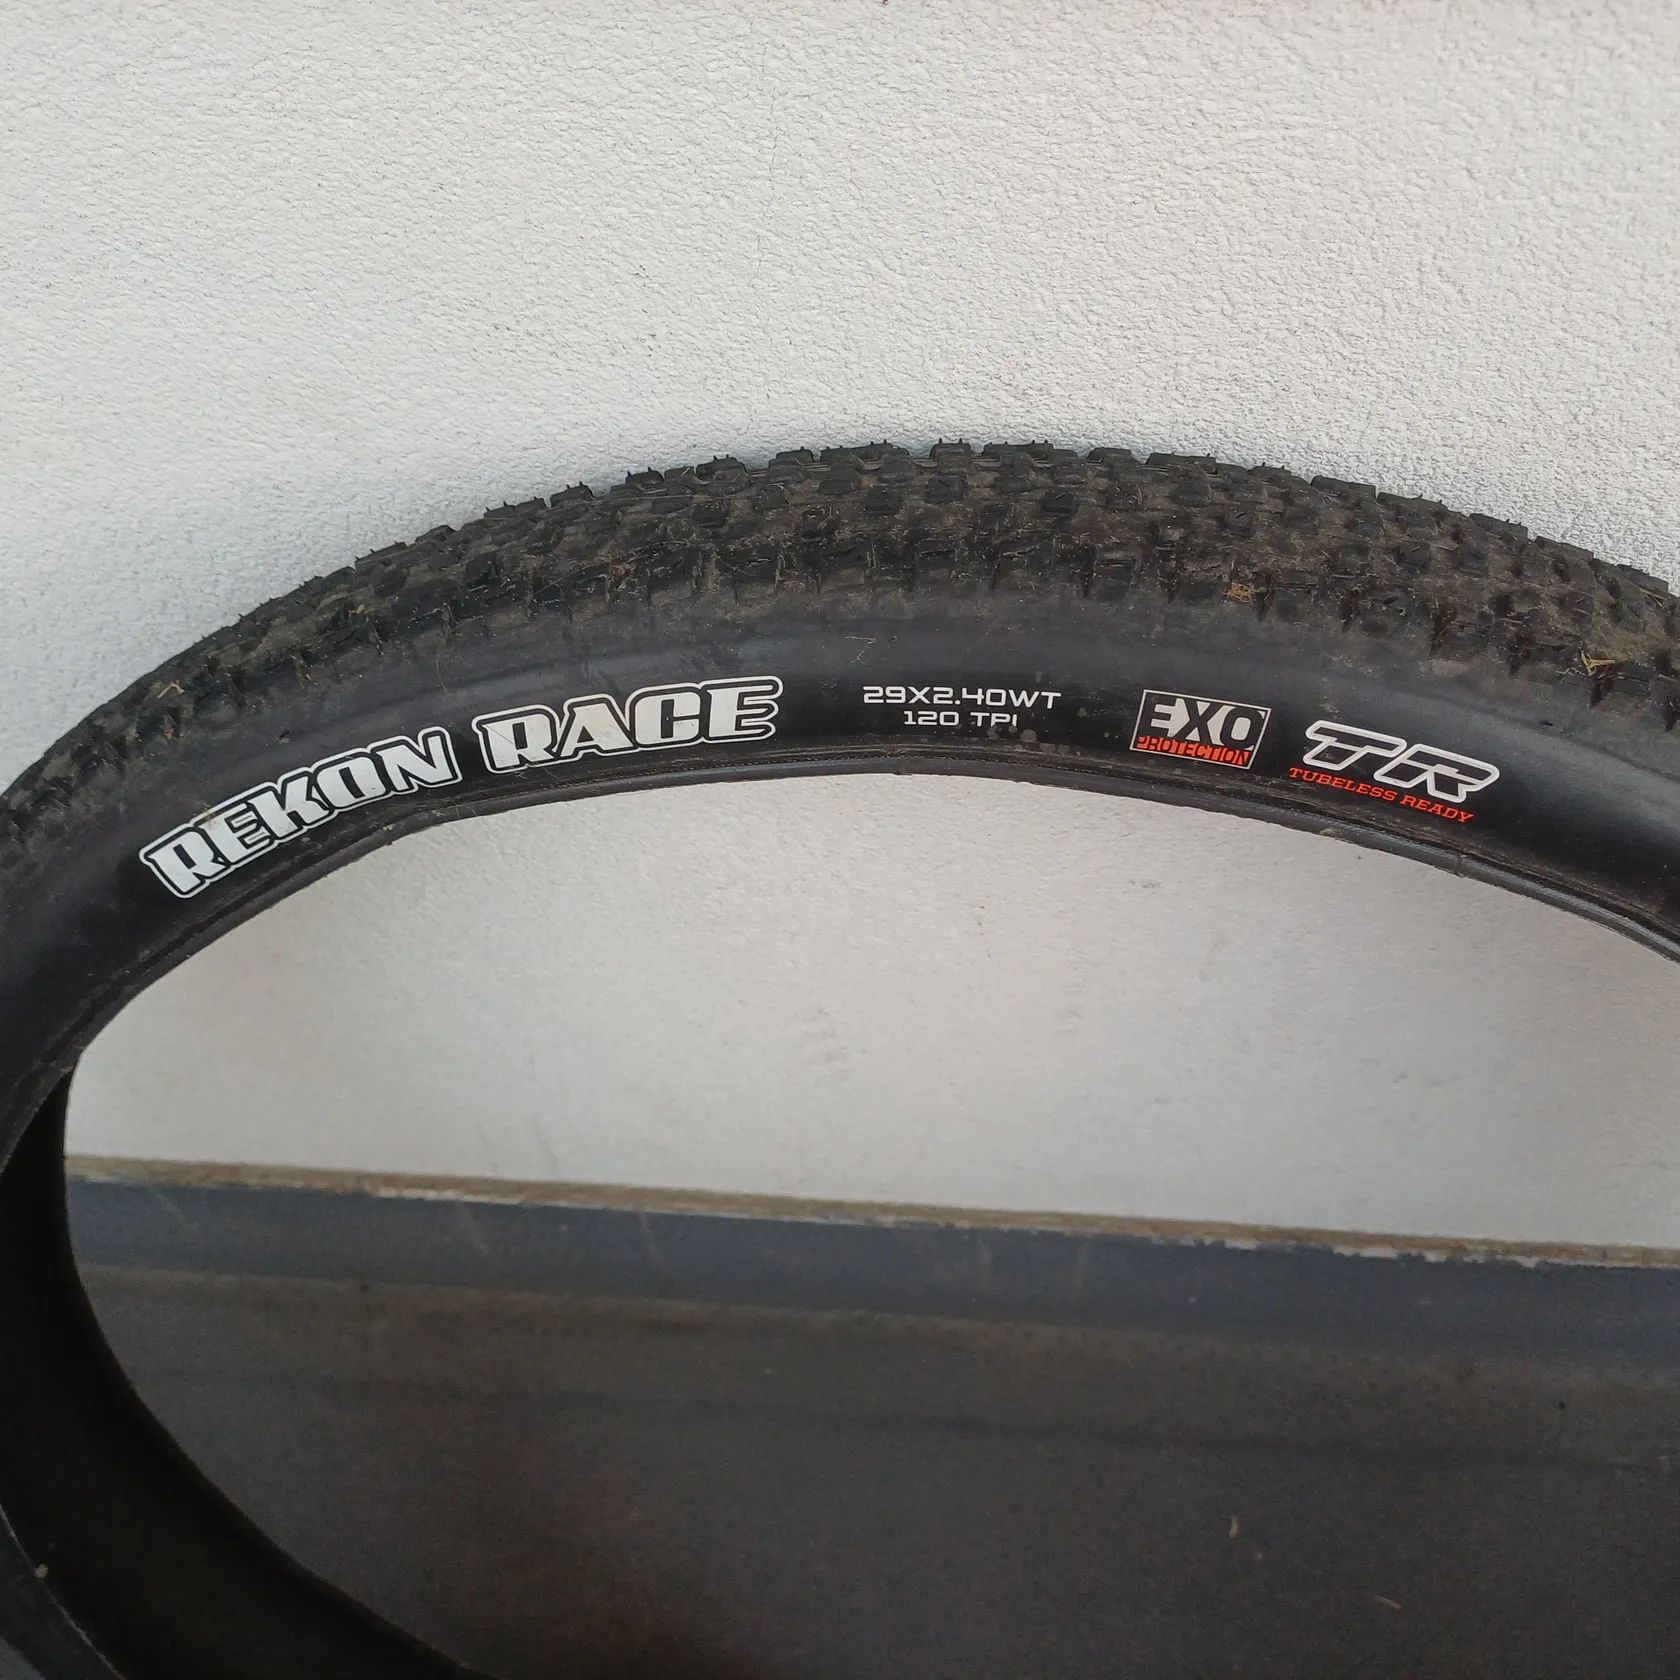 REKON RACE
29X2.40WT
120 TPI
EXO
PROTECTION
TR
TUBELESS READY